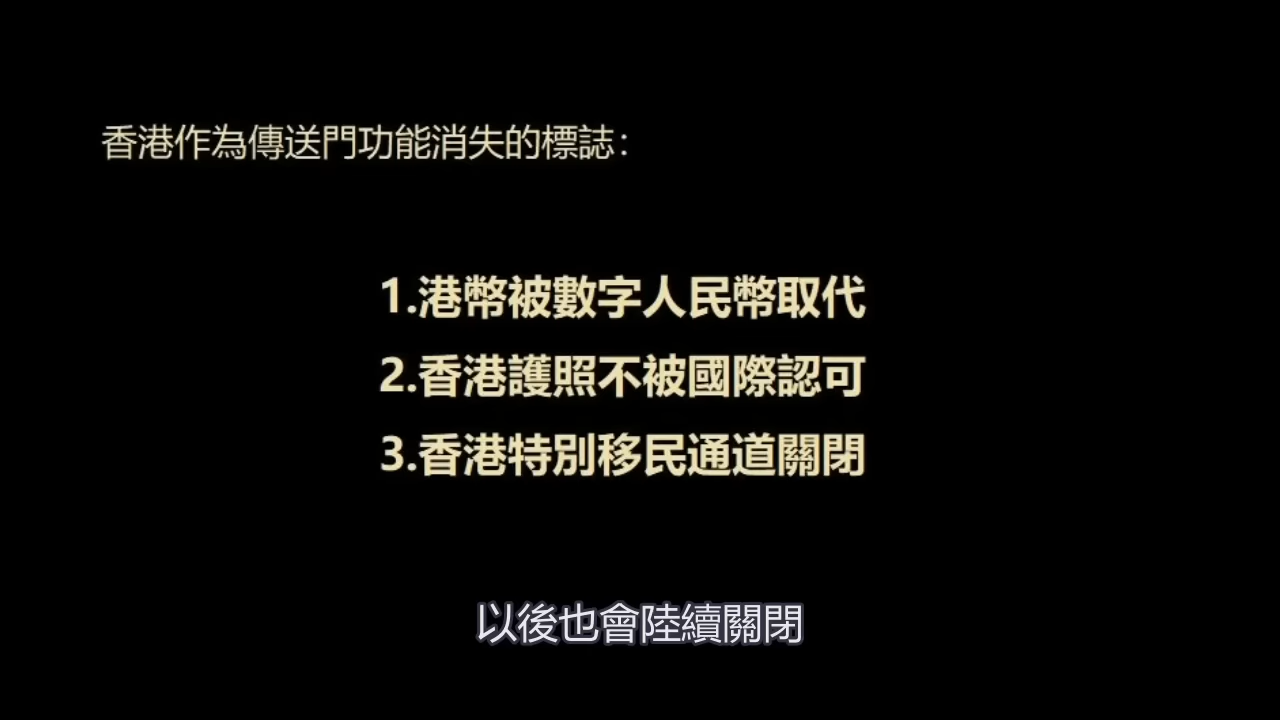 香港作為傳送門功能消失的標誌：
1.港幣被數字人民幣取代
2.香港護照不被國際認可
3.香港特別移民通道關閉
以後也會陸續關閉